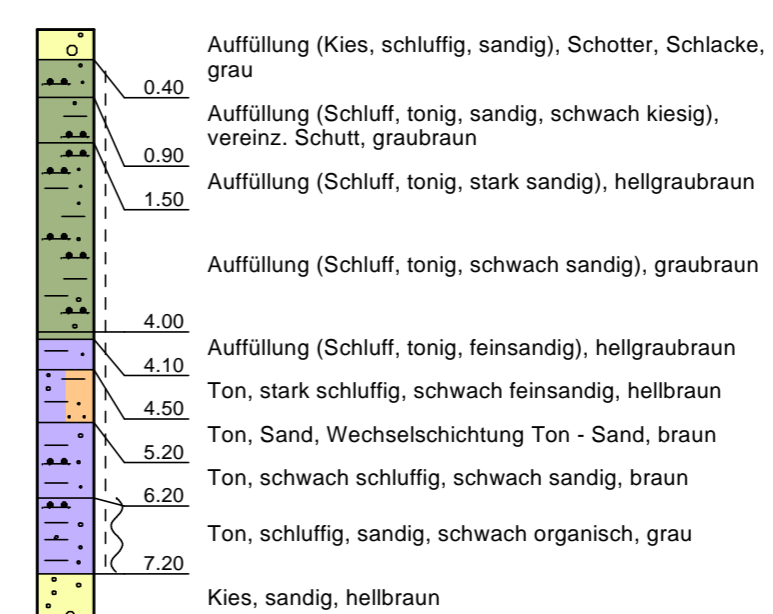 Auffüllung (Kies, schluffig, sandig), Schotter, Schlacke,
grau
0.40
Auffüllung (Schluff, tonig, sandig, schwach kiesig),
vereinz. Schutt, graubraun
0.90
Auffüllung (Schluff, tonig, stark sandig), hellgraubraun
1.50
Auffüllung (Schluff, tonig, schwach sandig), graubraun
4.00
Auffüllung (Schluff, tonig, feinsandig), hellgraubraun
4.10
Ton, stark schluffig, schwach feinsandig, hellbraun
4.50
Ton, Sand, Wechselschichtung Ton - Sand, braun
5.20
Ton, schwach schluffig, schwach sandig, braun
6.20
Ton, schluffig, sandig, schwach organisch, grau
7.20
Kies, sandig, hellbraun